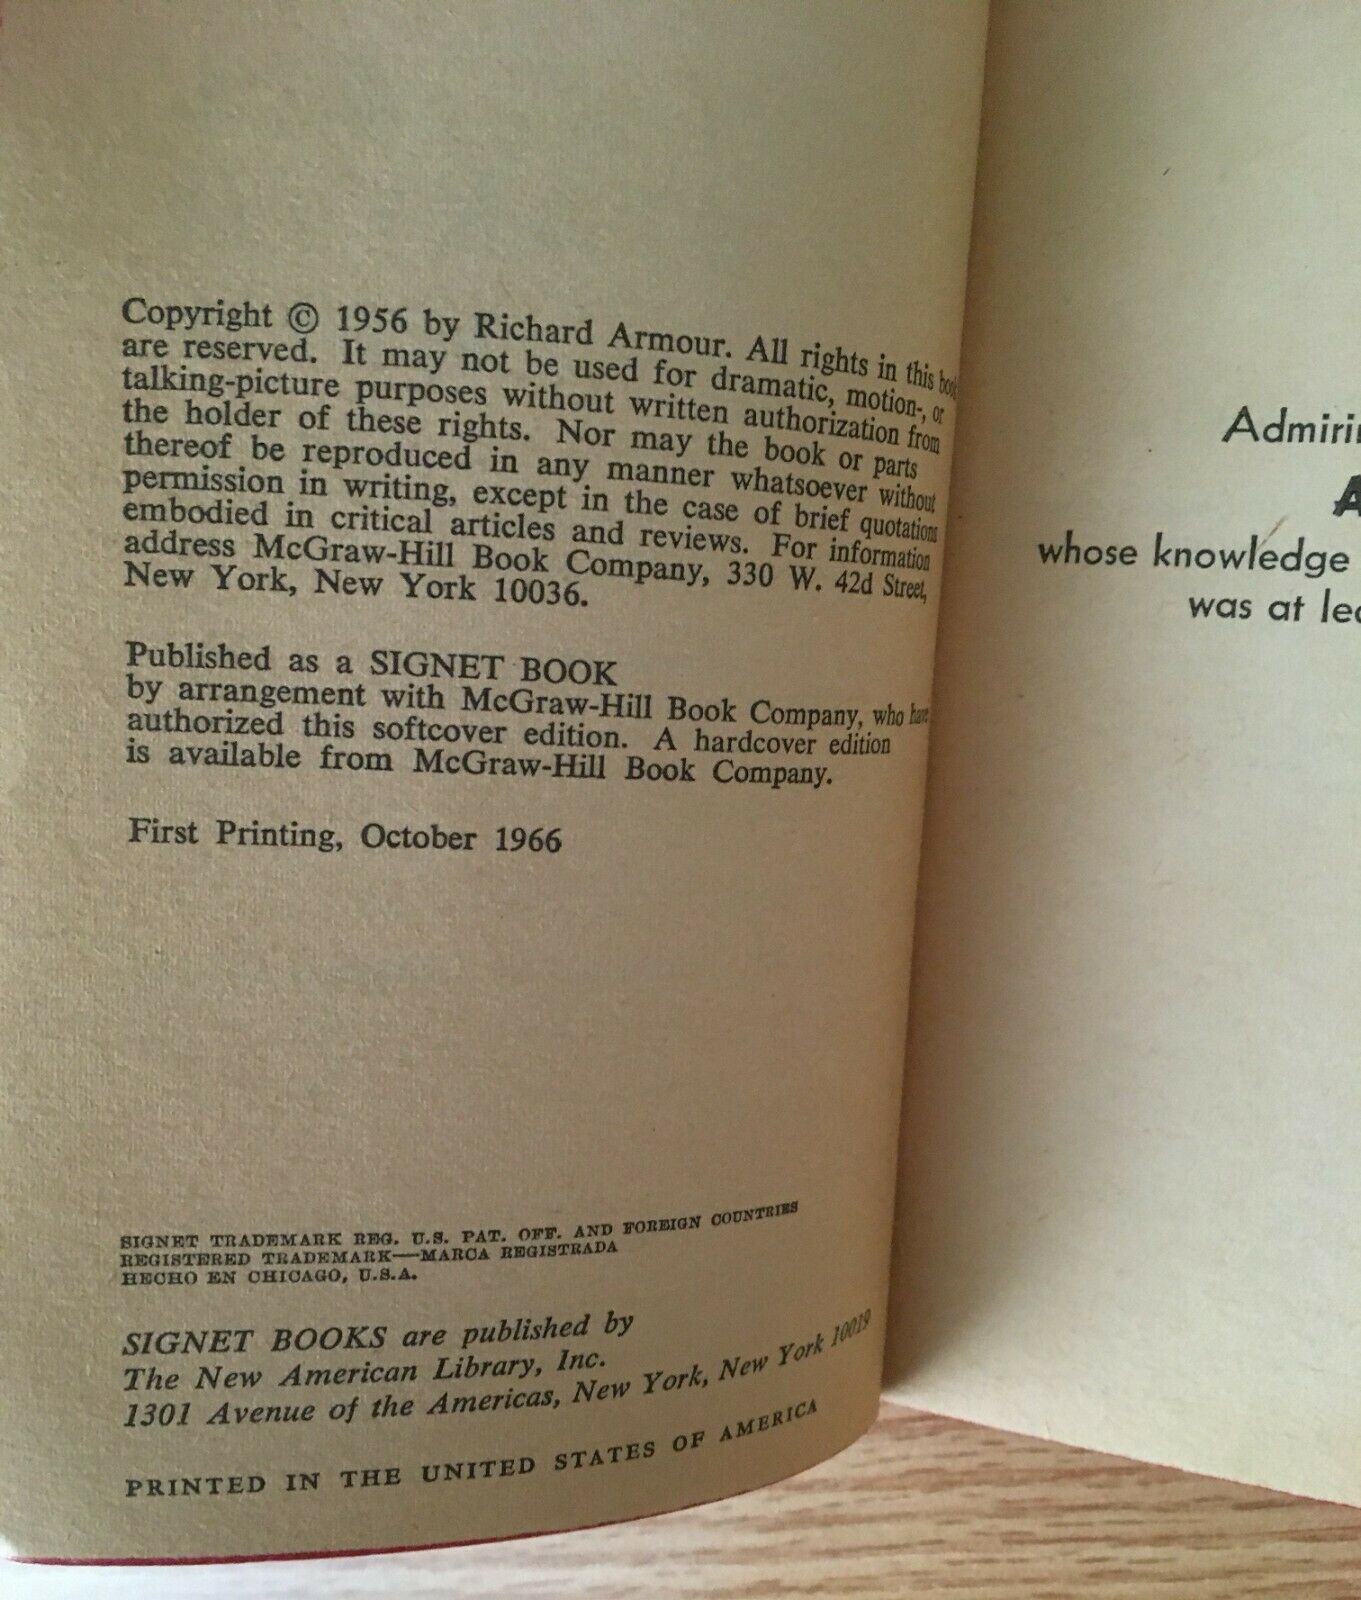 Copyright © 1956 by Richard Armour. All rights in this book
are reserved. It may not be used for dramatic, motion-, or
talking-picture purposes without written authorization from
the holder of these rights. Nor may the book or parts
thereof be reproduced in any manner whatsoever without
permission in writing, except in the case of brief quotations
embodied in critical articles and reviews. For information
address McGraw-Hill Book Company, 330 W. 42d Street,
New York, New York 10036.
Published as a SIGNET BOOK
by arrangement with McGraw-Hill Book Company, who have
authorized this softcover edition. A hardcover edition
is available from McGraw-Hill Book Company.
First Printing, October 1966
SIGNET TRADEMARK REG. U.S. PAT. OFF. AND FOREIGN COUNTRIES
REGISTERED TRADEMARK—MARCA REGISTRADA
HECHO EN CHICAGO, U.S.A.
SIGNET BOOKS are published by
The New American Library, Inc.
1301 Avenue of the Americas, New York, New York 10019
PRINTED IN THE UNITED STATES OF AMERICA
whose knowledge
was at